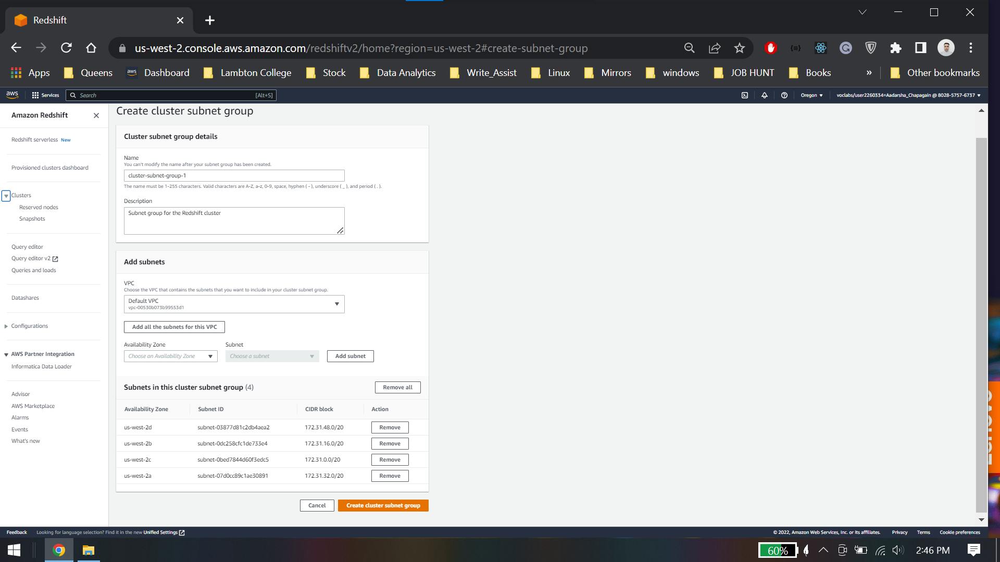 Redshift
us-west-2.console.aws.amazon.com/redshiftv2/home?region=us-west-2#create-subnet-group
Apps Queens aws Dashboard Lambton College Stock Data Analytics Write_Assist Linux Mirrors windows JOB HUNT Books » Other bookmarks
aws Services Search [Alt+S] Oregon voclabs/user2260334=Aadarsha_Chapagain @ 8028-5757-6737
Amazon Redshift
Redshift serverless New
Provisioned clusters dashboard
Clusters
Reserved nodes
Snapshots
Query editor
Query editor v2
Queries and loads
Datashares
Configurations
AWS Partner Integration
Informatica Data Loader
Advisor
AWS Marketplace
Alarms
Events
What's new
Create cluster subnet group
Cluster subnet group details
Name
You can't modify the name after your subnet group has been created.
cluster-subnet-group-1
The name must be 1-255 characters. Valid characters are A-Z, a-z, 0-9, space, hyphen ( - ), underscore ( _ ), and period ( . ).
Description
Subnet group for the Redshift cluster
Add subnets
VPC
Choose the VPC that contains the subnets that you want to include in your cluster subnet group.
Default VPC
vpc-00530b073b99553d1
Add all the subnets for this VPC
Availability Zone Subnet
Choose an Availability Zone Choose a subnet Add subnet
Subnets in this cluster subnet group (4) Remove all
Availability Zone Subnet ID CIDR block Action
us-west-2d subnet-03877d81c2db4aea2 172.31.48.0/20 Remove
us-west-2b subnet-0dc258cfc1de733e4 172.31.16.0/20 Remove
us-west-2c subnet-0bed7844d60f3edc5 172.31.0.0/20 Remove
us-west-2a subnet-07d0cc89c1ae30891 172.31.32.0/20 Remove
Cancel Create cluster subnet group
Feedback Looking for language selection? Find it in the new Unified Settings © 2022, Amazon Web Services, Inc. or its affiliates. Privacy Terms Cookie preferences
60% 2:46 PM